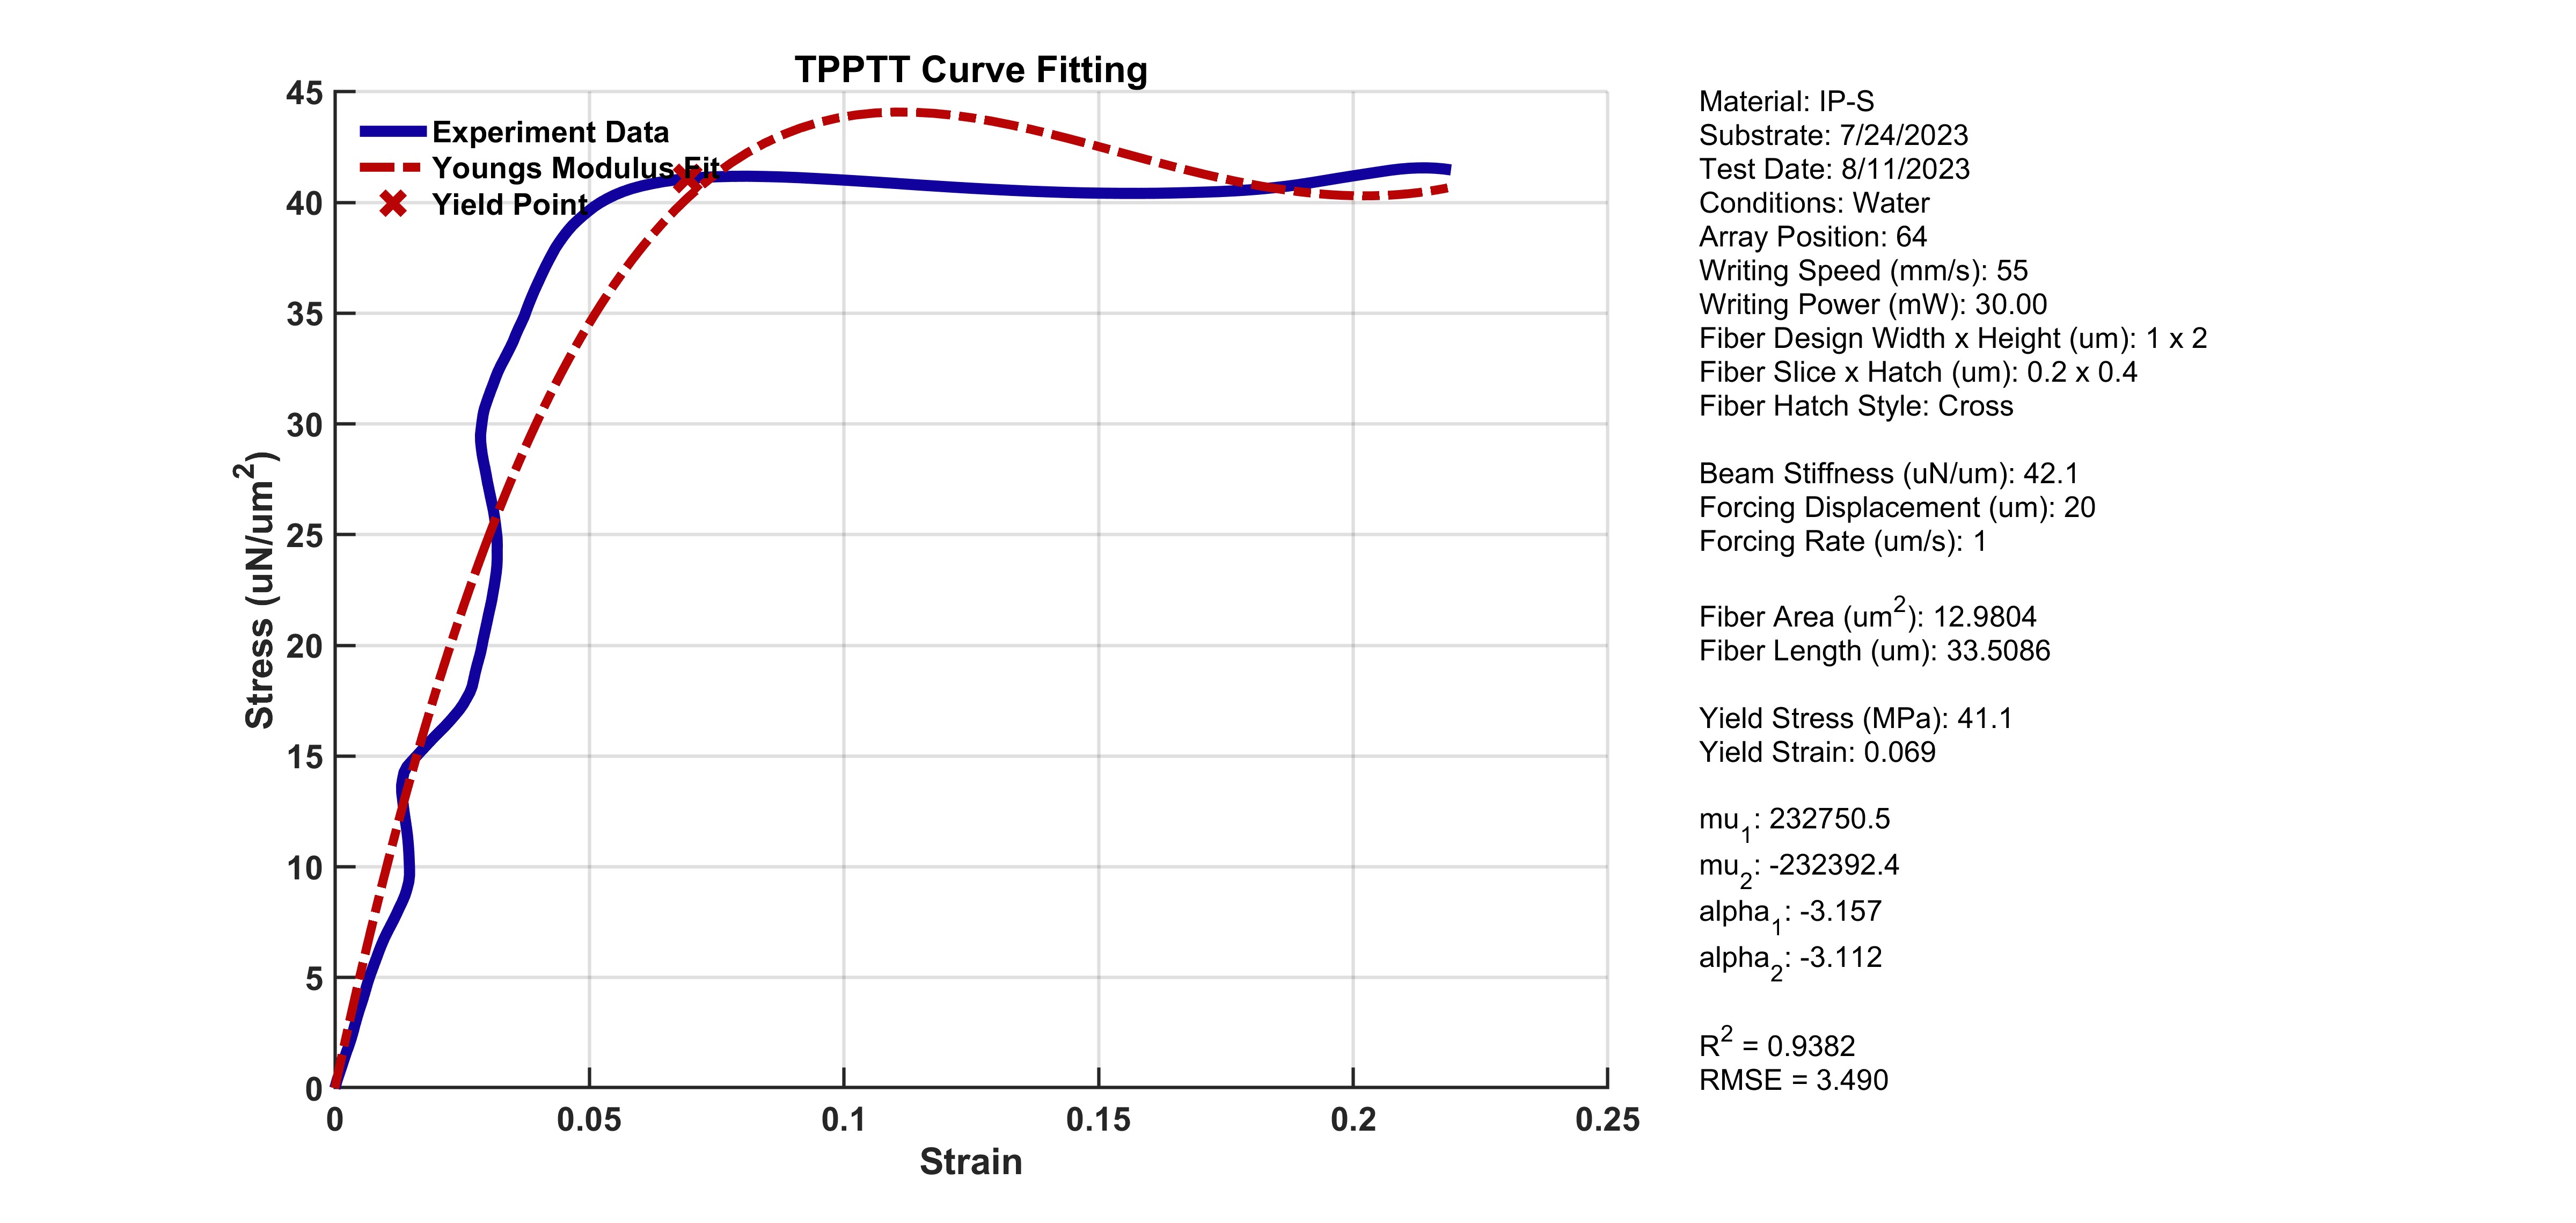 TPPTT Curve Fitting
45
40
35
30
25
20
15
10
5
0
Stress (uN/um²)
Experiment Data
Youngs Modulus Fit
Yield Point
0
0.05
0.1
0.15
0.2
0.25
Strain
Material: IP-S
Substrate: 7/24/2023
Test Date: 8/11/2023
Conditions: Water
Array Position: 64
Writing Speed (mm/s): 55
Writing Power (mW): 30.00
Fiber Design Width x Height (um): 1 x 2
Fiber Slice x Hatch (um): 0.2 x 0.4
Fiber Hatch Style: Cross
Beam Stiffness (uN/um): 42.1
Forcing Displacement (um): 20
Forcing Rate (um/s): 1
Fiber Area (um²): 12.9804
Fiber Length (um): 33.5086
Yield Stress (MPa): 41.1
Yield Strain: 0.069
mu₁: 232750.5
mu₂: -232392.4
alpha₁: -3.157
alpha₂: -3.112
R² = 0.9382
RMSE = 3.490